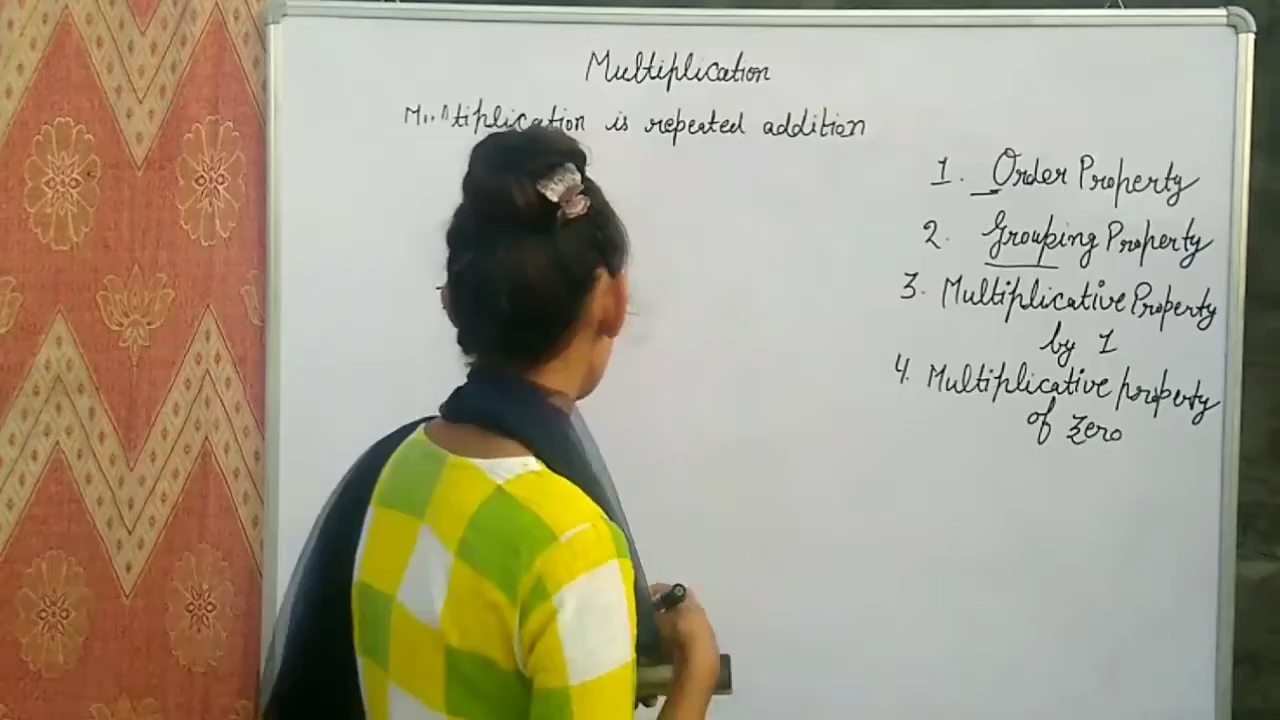 Multiplication
Multiplication is repeated addition
1. Order Property
2. Grouping Property
3. Multiplicative Property
by 1
4. Multiplicative property
of zero